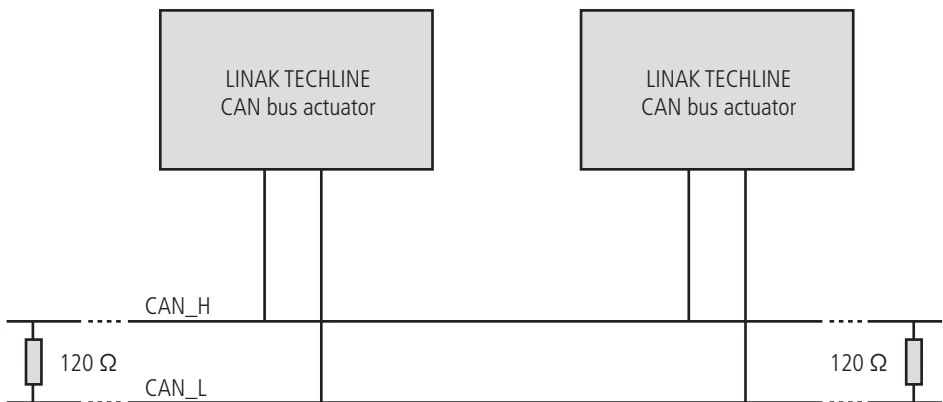 LINAK TECHLINE
CAN bus actuator
LINAK TECHLINE
CAN bus actuator
CAN_H
120 Ω
120 Ω
CAN_L